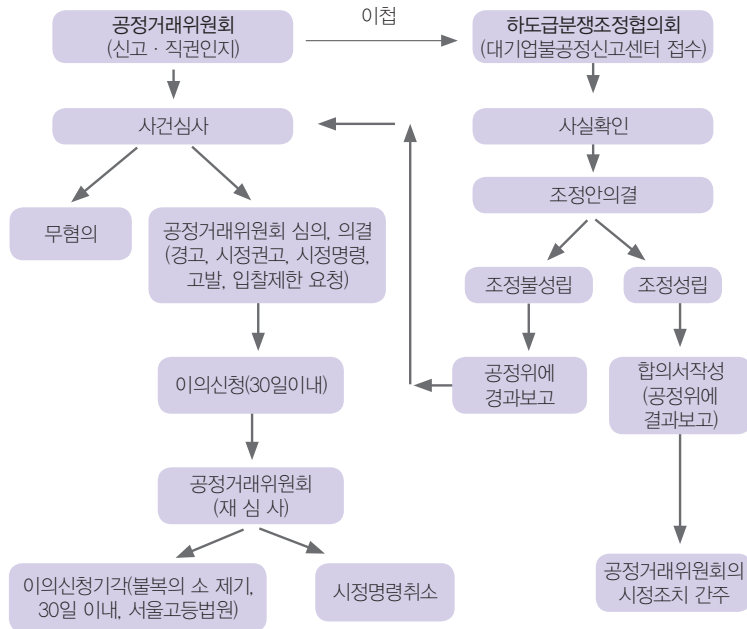 공정거래위원회
(신고 · 직권인지)
이첩
하도급분쟁조정협의회
(대기업불공정신고센터 접수)
사건심사
사실확인
조정안의결
무혐의
공정거래위원회 심의, 의결
(경고, 시정권고, 시정명령,
고발, 입찰제한 요청)
조정불성립
조정성립
이의신청(30일이내)
공정위에
경과보고
합의서작성
(공정위에
결과보고)
공정거래위원회
(재 심 사)
이의신청기각(불복의 소 제기,
30일 이내, 서울고등법원)
시정명령취소
공정거래위원회의
시정조치 간주